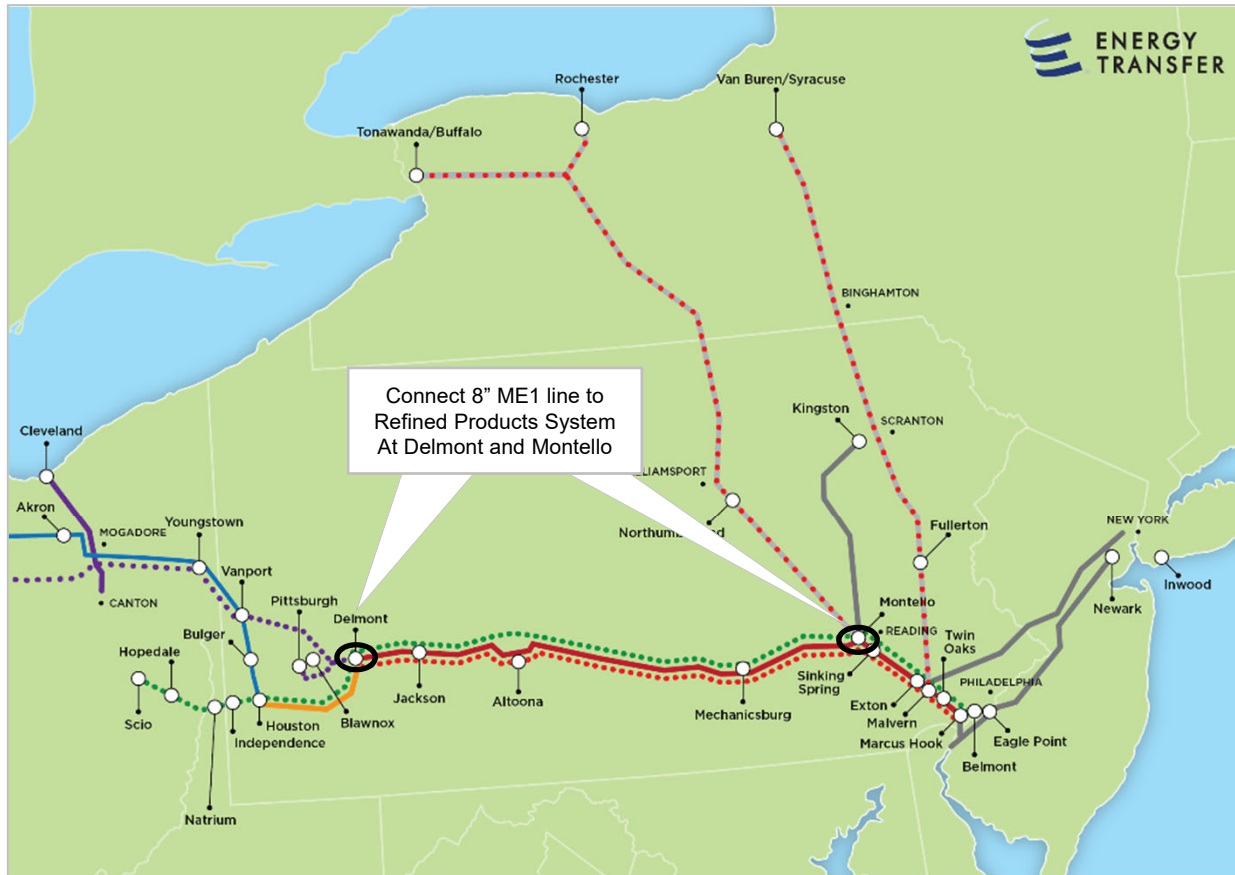 ENERGY
TRANSFER
Rochester
Van Buren/Syracuse
Tonawanda/Buffalo
BINGHAMTON
Connect 8” ME1 line to
Refined Products System
At Delmont and Montello
Kingston
SCRANTON
Cleveland
LLIAMSPORT
Akron
MOGADORE
Youngstown
Northumb nd
Fullerton
NEW YORK
Inwood
Newark
Vanport
CANTON
Pittsburgh
Delmont
Montello
READING
Twin
Oaks
Bulger
Hopedale
PHILADELPHIA
Sinking
Spring
Jackson
Altoona
Scio
Mechanicsburg
Exton
Malvern
Houston
Blawnox
Independence
Marcus Hook
Eagle Point
Belmont
Natrium